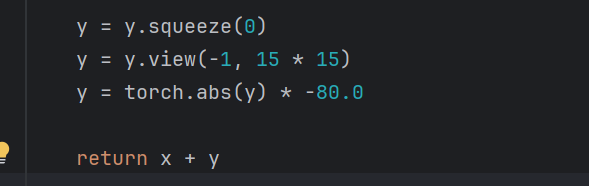 y = y.squeeze(0)
y = y.view(-1, 15 * 15)
y = torch.abs(y) * -80.0
return x + y